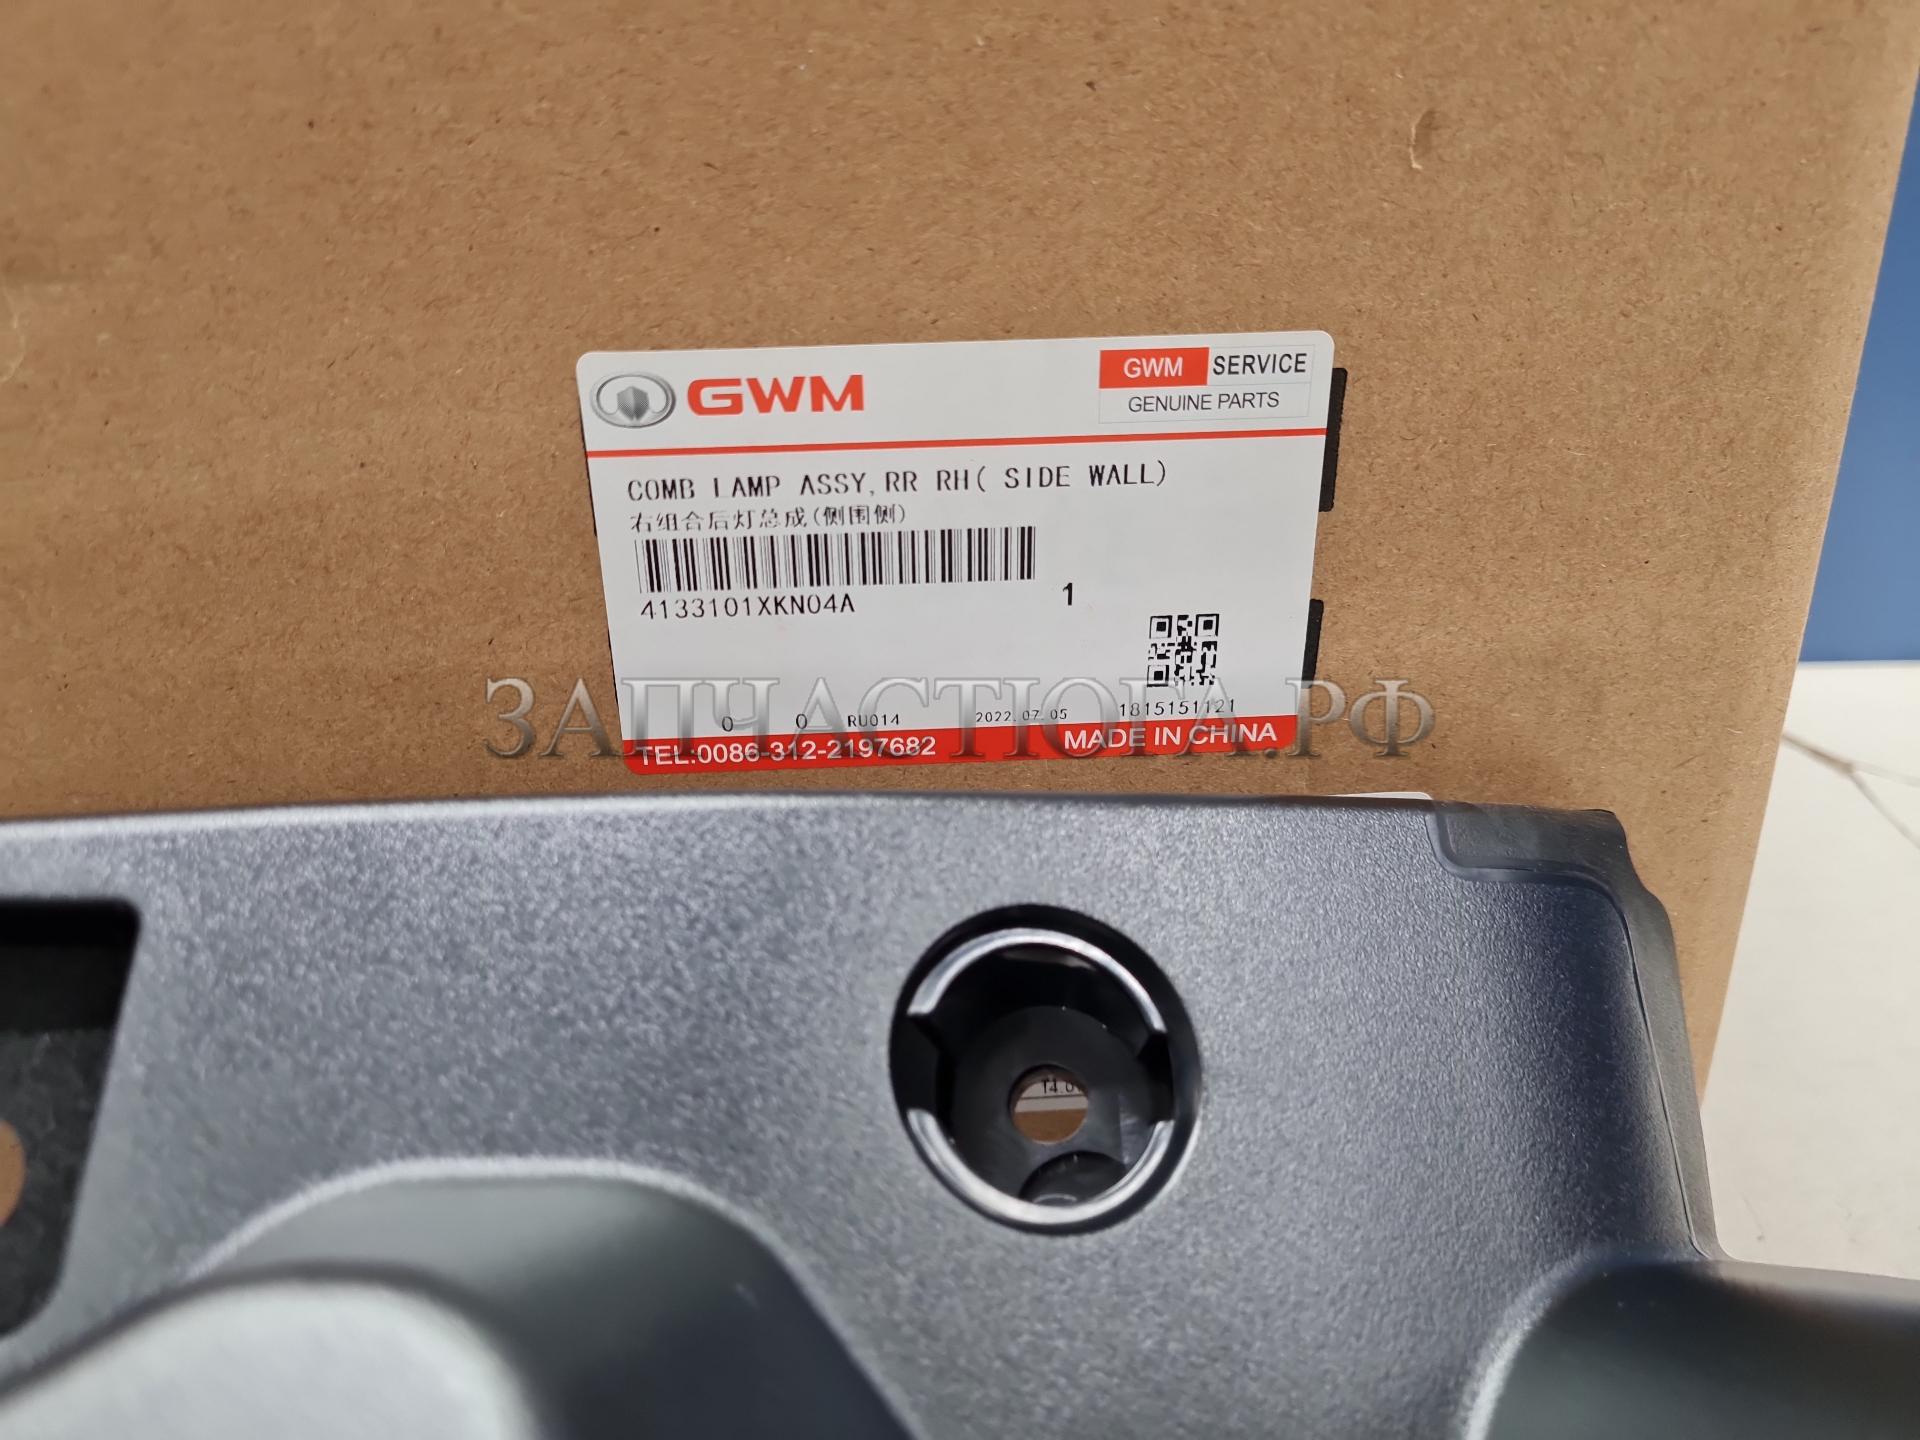 GWM
GWM SERVICE
GENUINE PARTS
COMB LAMP ASSY,RR RH( SIDE WALL)
右组合后灯总成(侧围侧)
4133101XKN04A
1
0 0 RU014 2022.07.05 1815151121
TEL:0086-312-2197682 MADE IN CHINA
ЗАПЧАСТЮГА.РФ